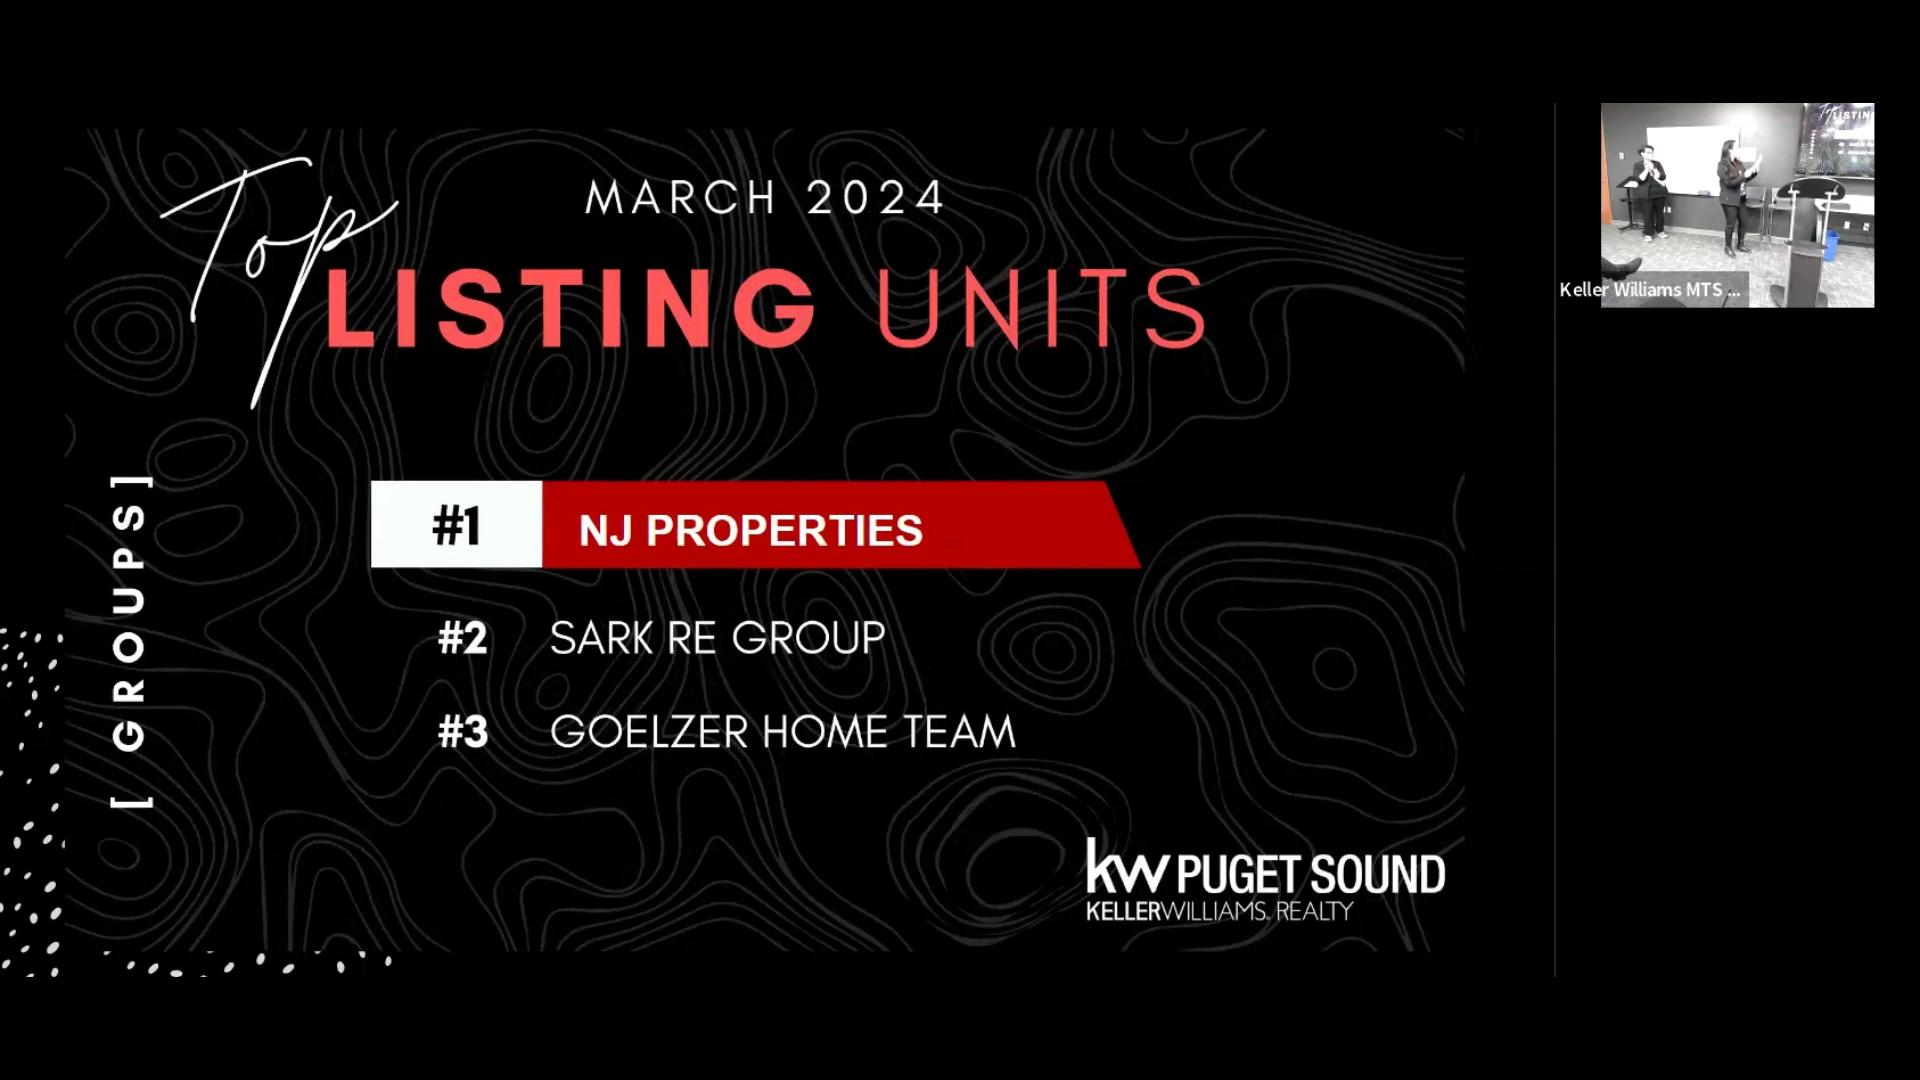 Top
MARCH 2024
LISTING UNITS
[ GROUPS ]
#1 NJ PROPERTIES
#2 SARK RE GROUP
#3 GOELZER HOME TEAM
kw PUGET SOUND
KELLERWILLIAMS. REALTY
Keller Williams MTS ...
LISTIN